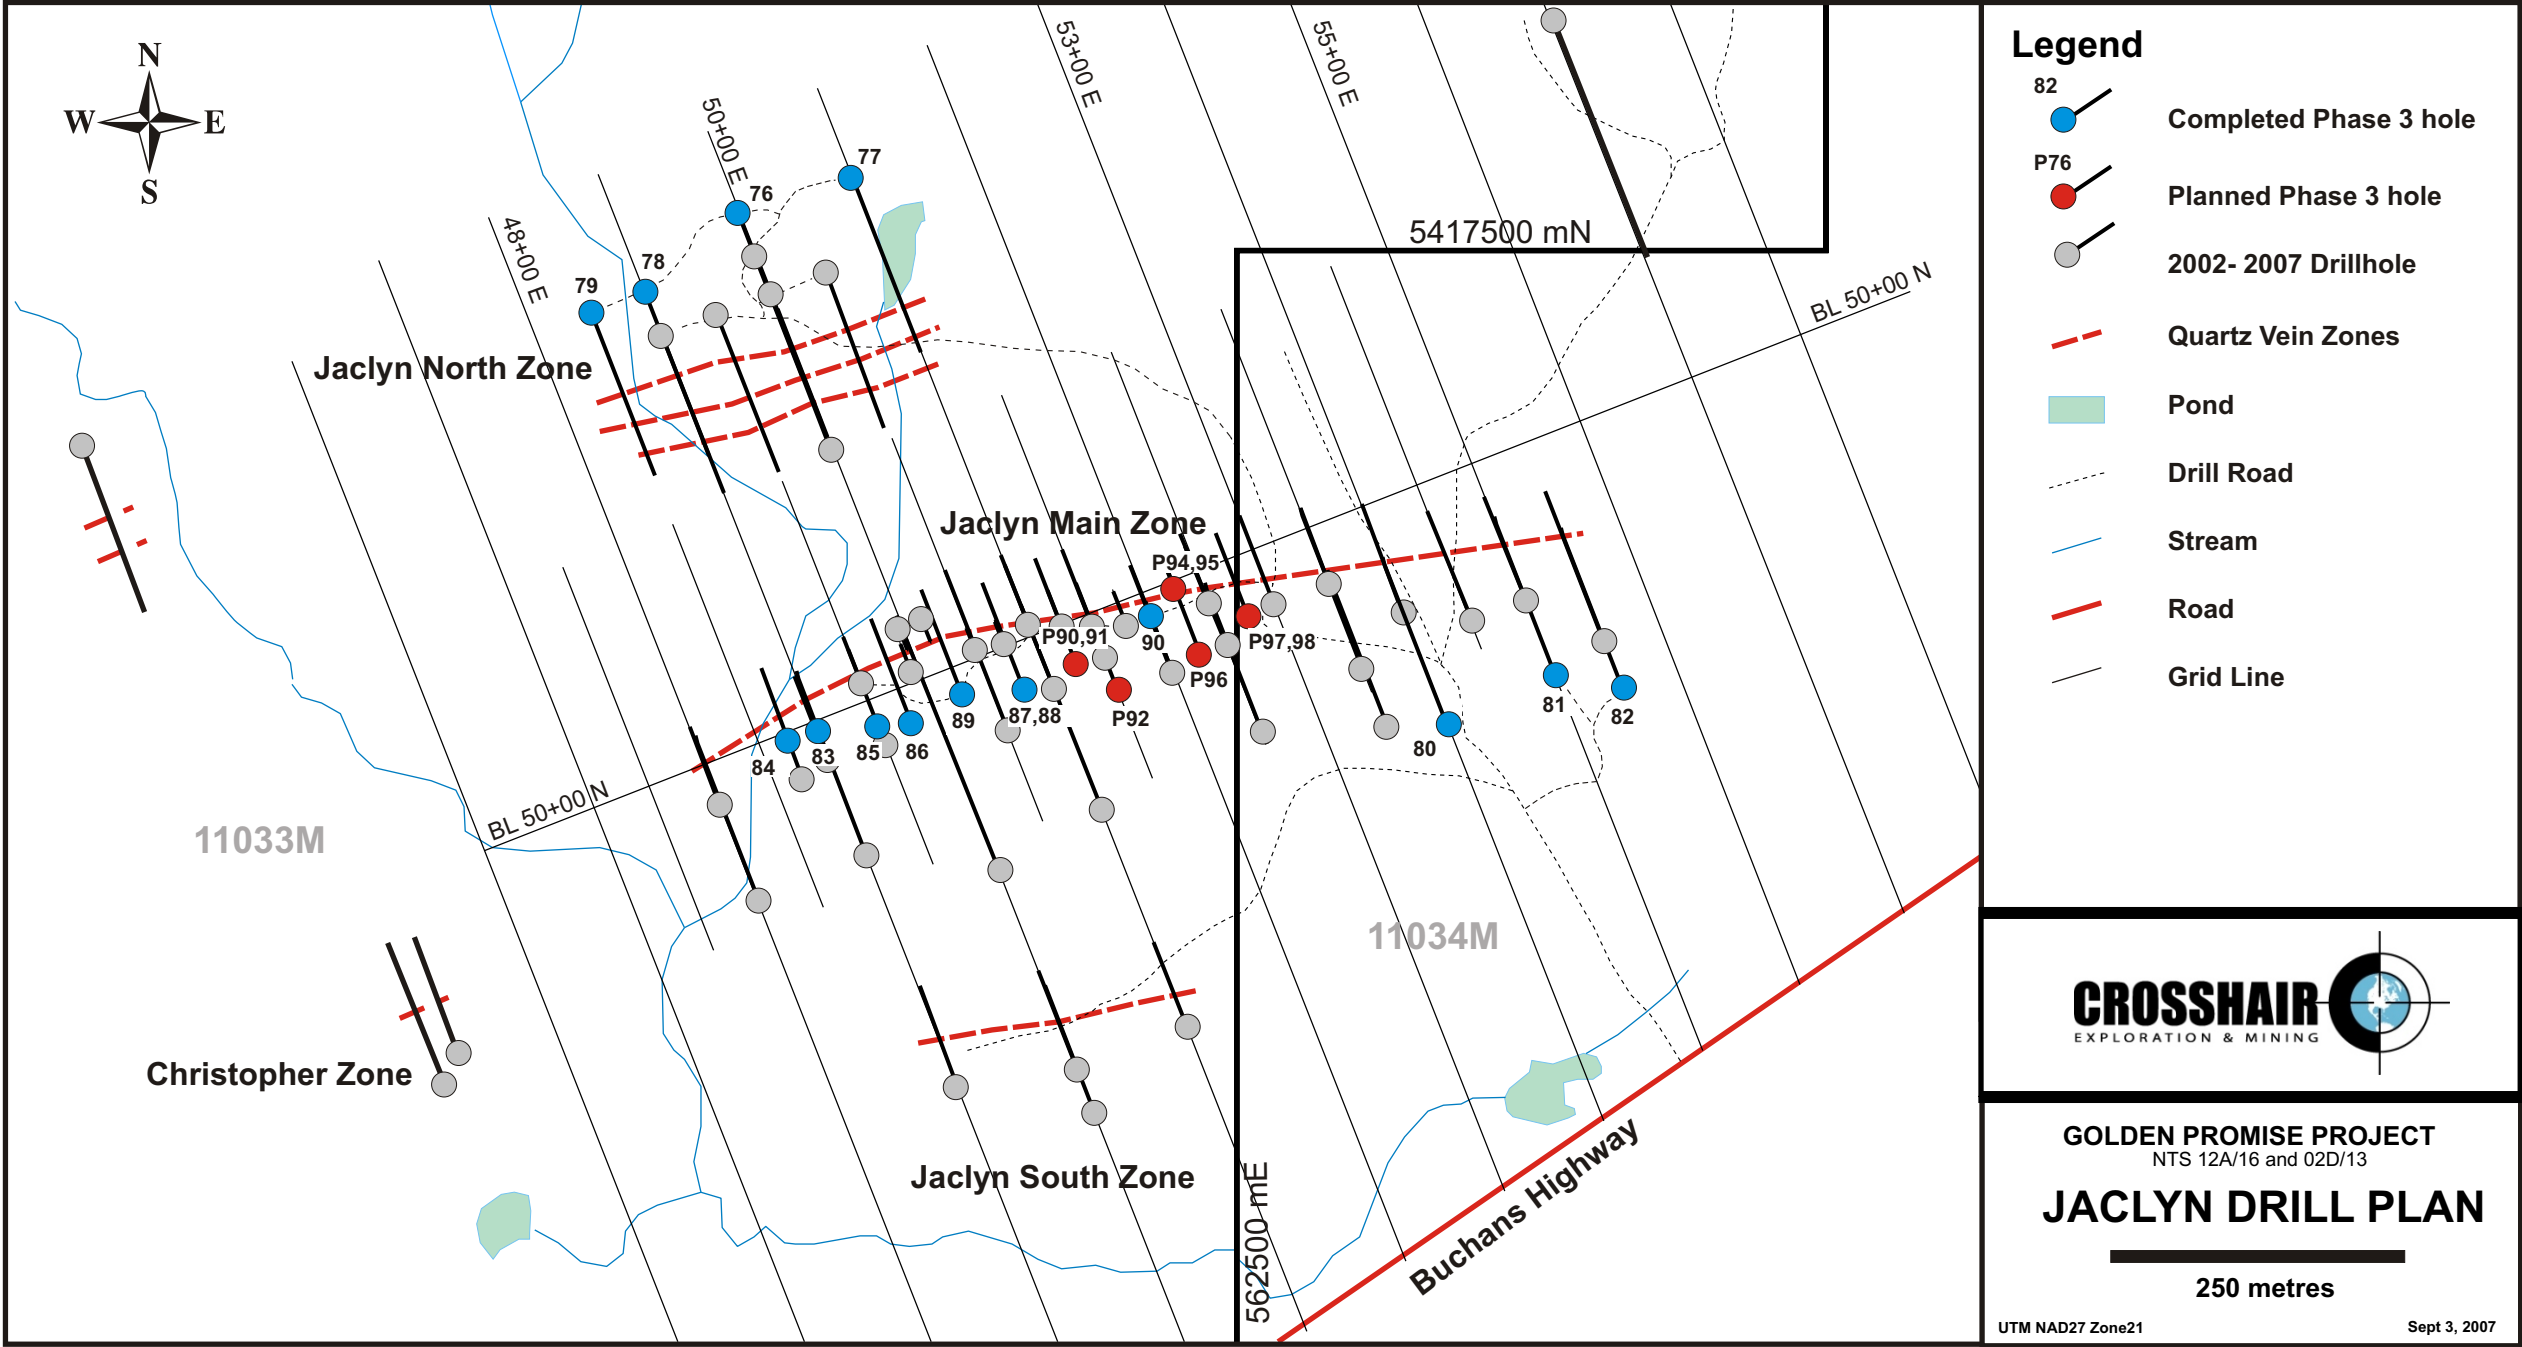 N
W E
S
53+00 E
55+00 E
50+00 E
48+00 E
77
76
78
79
5417500 mN
BL 50+00 N
Jaclyn North Zone
Jaclyn Main Zone
P94,95
P90,91
90
P97,98
P96
P92
89
87,88
86
85
83
84
80
81
82
BL 50+00 N
11033M
11034M
Christopher Zone
Jaclyn South Zone
562500 mE
Buchans Highway
Legend
82
Completed Phase 3 hole
P76
Planned Phase 3 hole
2002- 2007 Drillhole
Quartz Vein Zones
Pond
Drill Road
Stream
Road
Grid Line
CROSSHAIR
EXPLORATION & MINING
GOLDEN PROMISE PROJECT
NTS 12A/16 and 02D/13
JACLYN DRILL PLAN
250 metres
UTM NAD27 Zone21
Sept 3, 2007